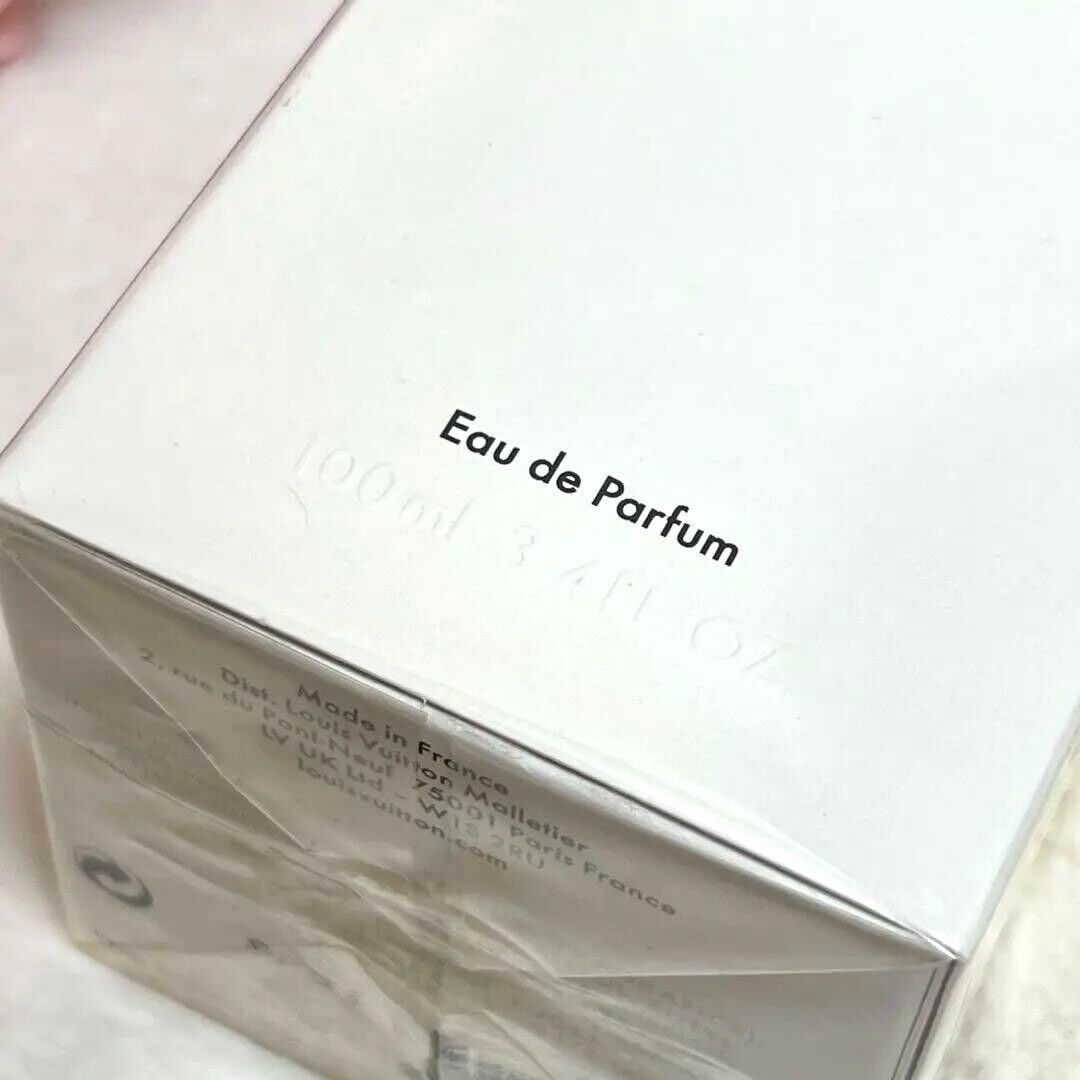 Eau de Parfum
100 ml 3.4 fl oz.
Made in France
Dist. Louis Vuitton Malletier
2, rue du Pont-Neuf 75001 Paris France
LV UK Ltd - W1S 2RU
louisvuitton.com